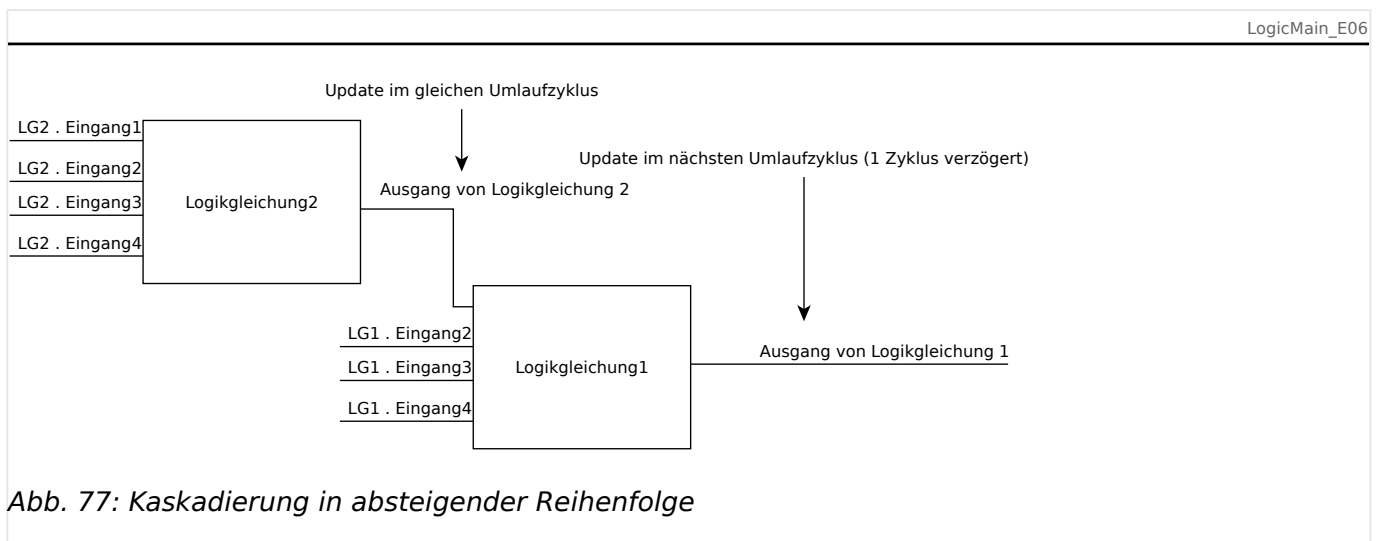 LogicMain_E06
Update im gleichen Umlaufzyklus
LG2 . Eingang1
Update im nächsten Umlaufzyklus (1 Zyklus verzögert)
LG2 . Eingang2
Ausgang von Logikgleichung 2
LG2 . Eingang3
Logikgleichung2
LG2 . Eingang4
LG1 . Eingang2
Ausgang von Logikgleichung 1
LG1 . Eingang3
Logikgleichung1
LG1 . Eingang4
Abb. 77: Kaskadierung in absteigender Reihenfolge